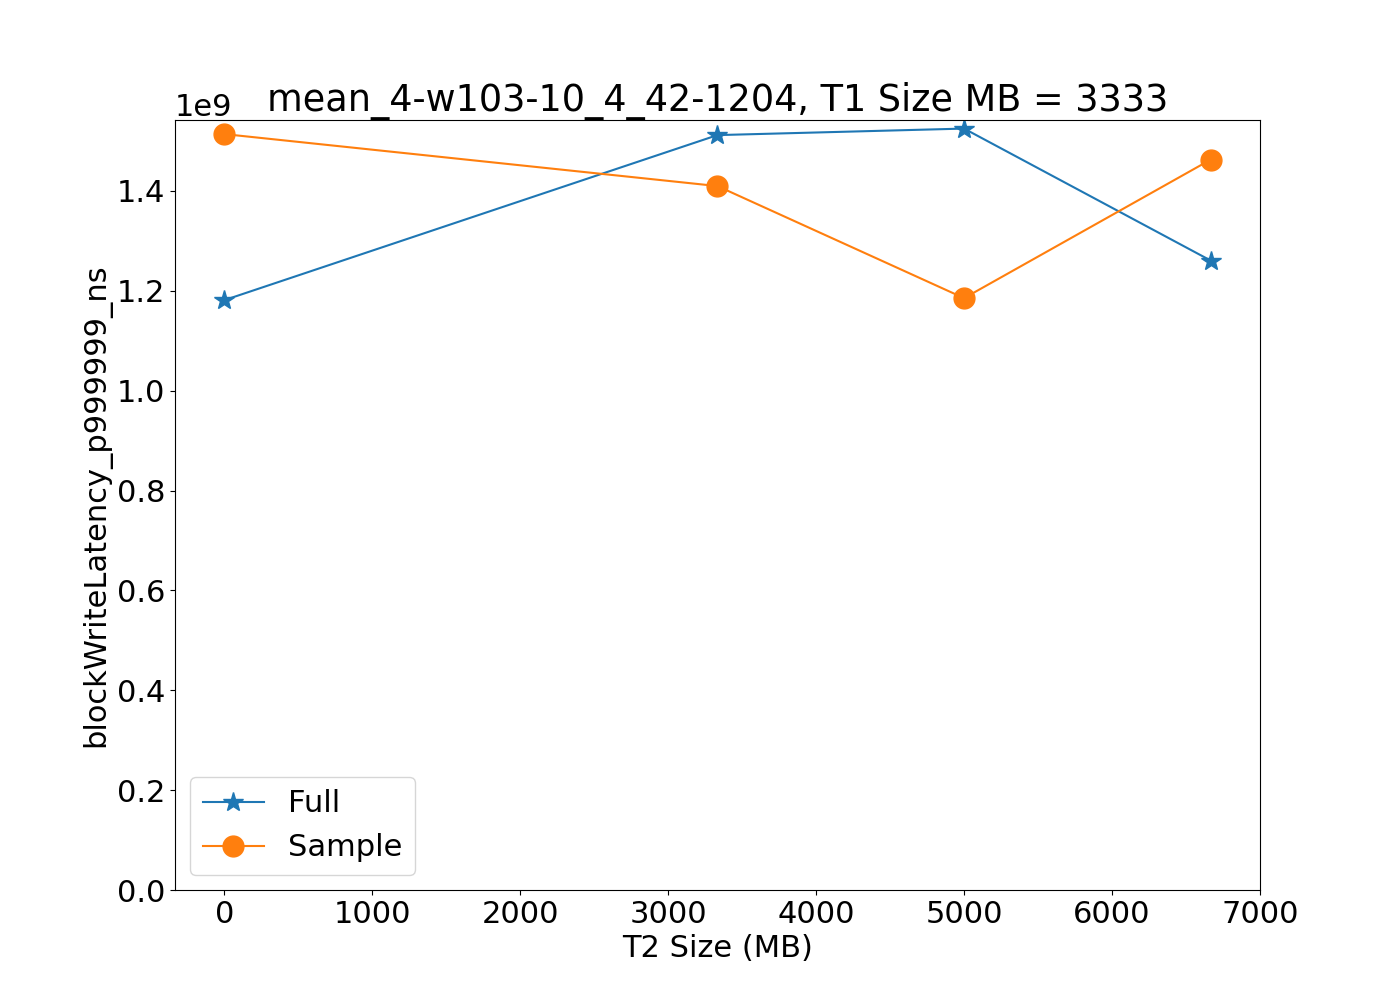 1e9
mean_4-w103-10_4_42-1204, T1 Size MB = 3333
blockWriteLatency_p999999_ns
1.4
1.2
1.0
0.8
0.6
0.4
0.2
0.0
Full
Sample
0 1000 2000 3000 4000 5000 6000 7000
T2 Size (MB)